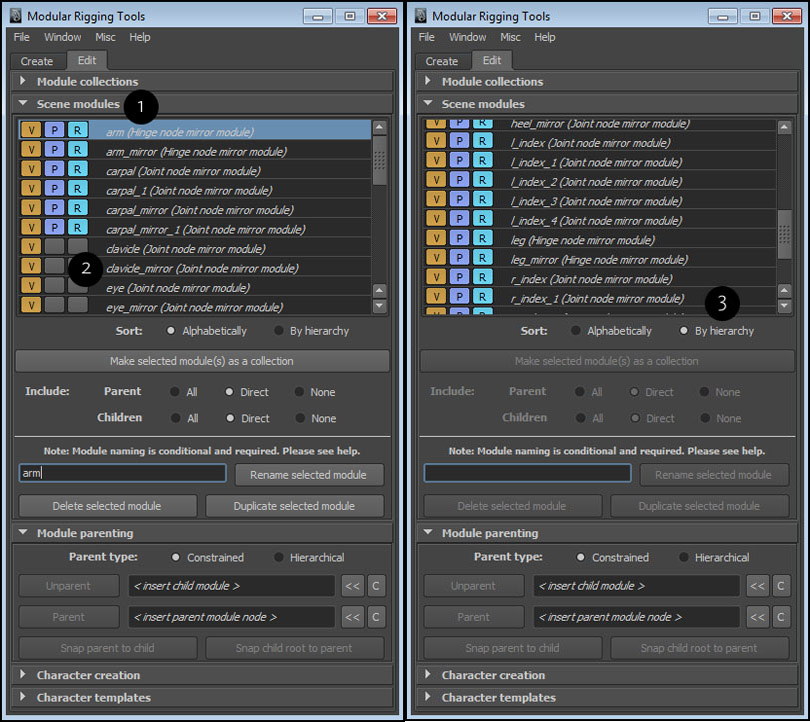 Modular Rigging Tools
File Window Misc Help
Create Edit
Module collections
Scene modules 1
V P R arm (Hinge node mirror module)
V P R arm_mirror (Hinge node mirror module)
V P R carpal (Joint node mirror module)
V P R carpal_1 (Joint node mirror module)
V P R carpal_mirror (Joint node mirror module)
V P R carpal_mirror_1 (Joint node mirror module)
V clavicle (Joint node mirror module)
V 2 clavicle_mirror (Joint node mirror module)
V eye (Joint node mirror module)
V eye_mirror (Joint node mirror module)
Sort: Alphabetically By hierarchy
Make selected module(s) as a collection
Include: Parent All Direct None
Children All Direct None
Note: Module naming is conditional and required. Please see help.
arm Rename selected module
Delete selected module Duplicate selected module
Module parenting
Parent type: Constrained Hierarchical
Unparent < insert child module > << C
Parent < insert parent module node > << C
Snap parent to child Snap child root to parent
Character creation
Character templates
Modular Rigging Tools
File Window Misc Help
Create Edit
Module collections
Scene modules
V P R heel_mirror (Joint node mirror module)
V P R l_index (Joint node mirror module)
V P R l_index_1 (Joint node mirror module)
V P R l_index_2 (Joint node mirror module)
V P R l_index_3 (Joint node mirror module)
V P R l_index_4 (Joint node mirror module)
V P R leg (Hinge node mirror module)
V P R leg_mirror (Hinge node mirror module)
V P R r_index (Joint node mirror module)
V P R r_index_1 (Joint node mirror module) 3
Sort: Alphabetically By hierarchy
Make selected module(s) as a collection
Include: Parent All Direct None
Children All Direct None
Note: Module naming is conditional and required. Please see help.
Rename selected module
Delete selected module Duplicate selected module
Module parenting
Parent type: Constrained Hierarchical
Unparent < insert child module > << C
Parent < insert parent module node > << C
Snap parent to child Snap child root to parent
Character creation
Character templates